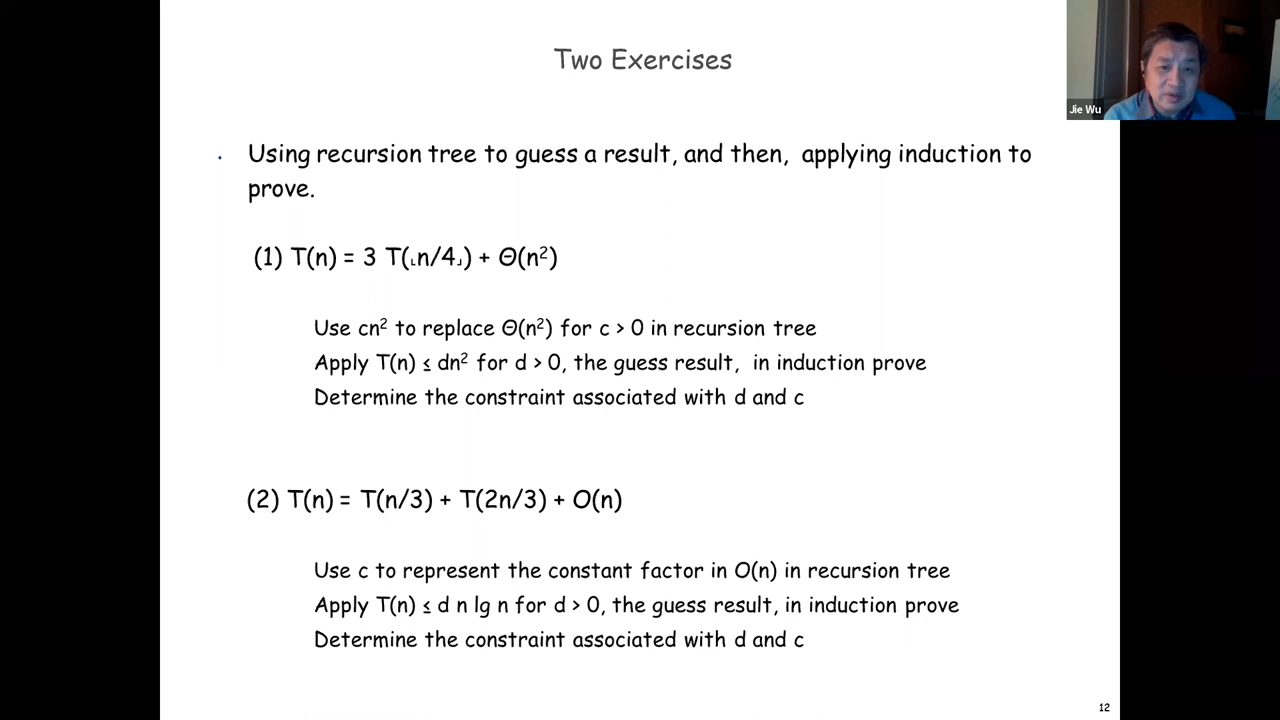 Two Exercises
Jie Wu
• Using recursion tree to guess a result, and then, applying induction to
prove.
(1) T(n) = 3 T(⌞n/4⌟) + Θ(n²)
Use cn² to replace Θ(n²) for c > 0 in recursion tree
Apply T(n) ≤ dn² for d > 0, the guess result, in induction prove
Determine the constraint associated with d and c
(2) T(n) = T(n/3) + T(2n/3) + O(n)
Use c to represent the constant factor in O(n) in recursion tree
Apply T(n) ≤ d n lg n for d > 0, the guess result, in induction prove
Determine the constraint associated with d and c
12